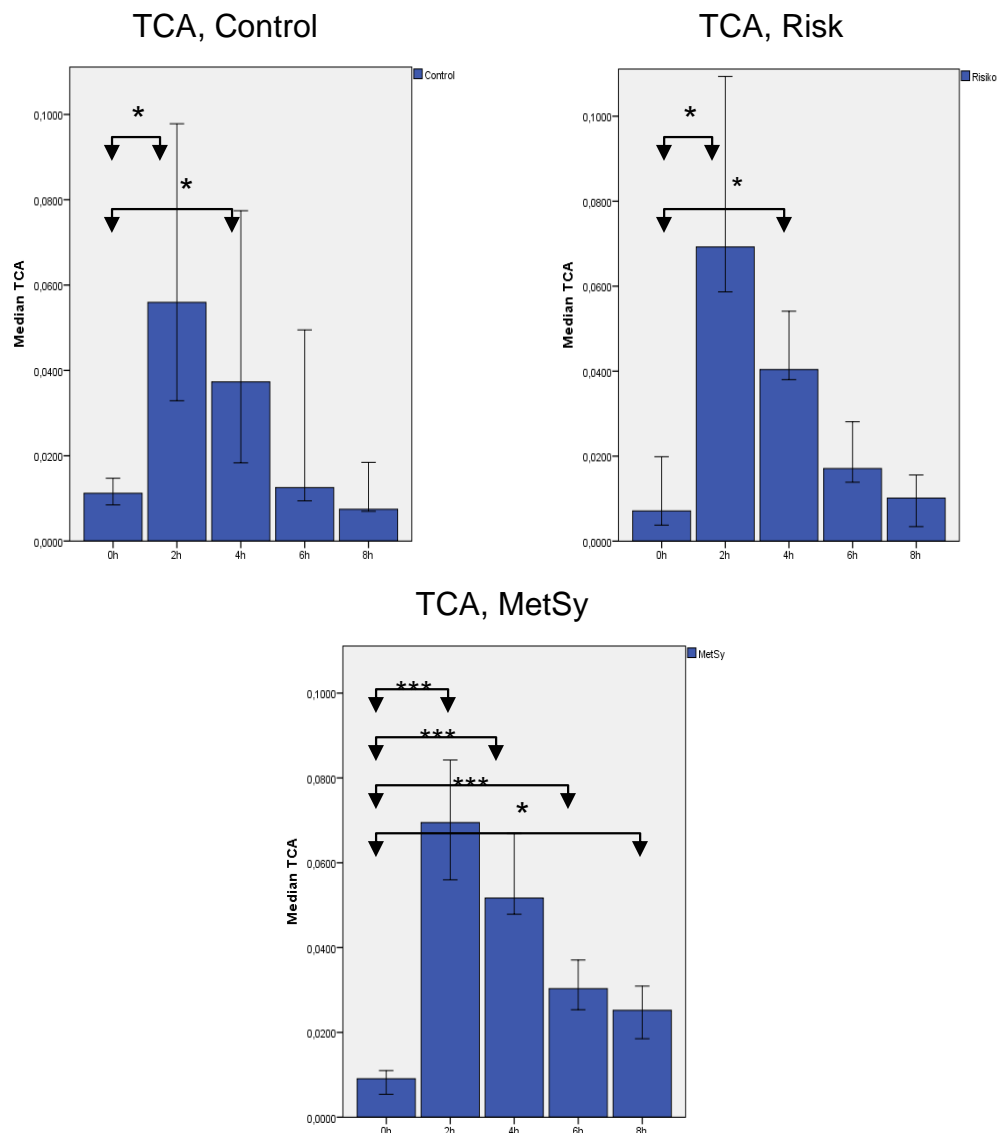 TCA, Control
TCA, Risk
Control
Risiko
Median TCA
0,1000
0,0800
0,0600
0,0400
0,0200
0,0000
*
*
0h 2h 4h 6h 8h
Median TCA
0,1000
0,0800
0,0600
0,0400
0,0200
0,0000
*
*
0h 2h 4h 6h 8h
TCA, MetSy
MetSy
Median TCA
0,1000
0,0800
0,0600
0,0400
0,0200
0,0000
***
***
***
*
0h 2h 4h 6h 8h